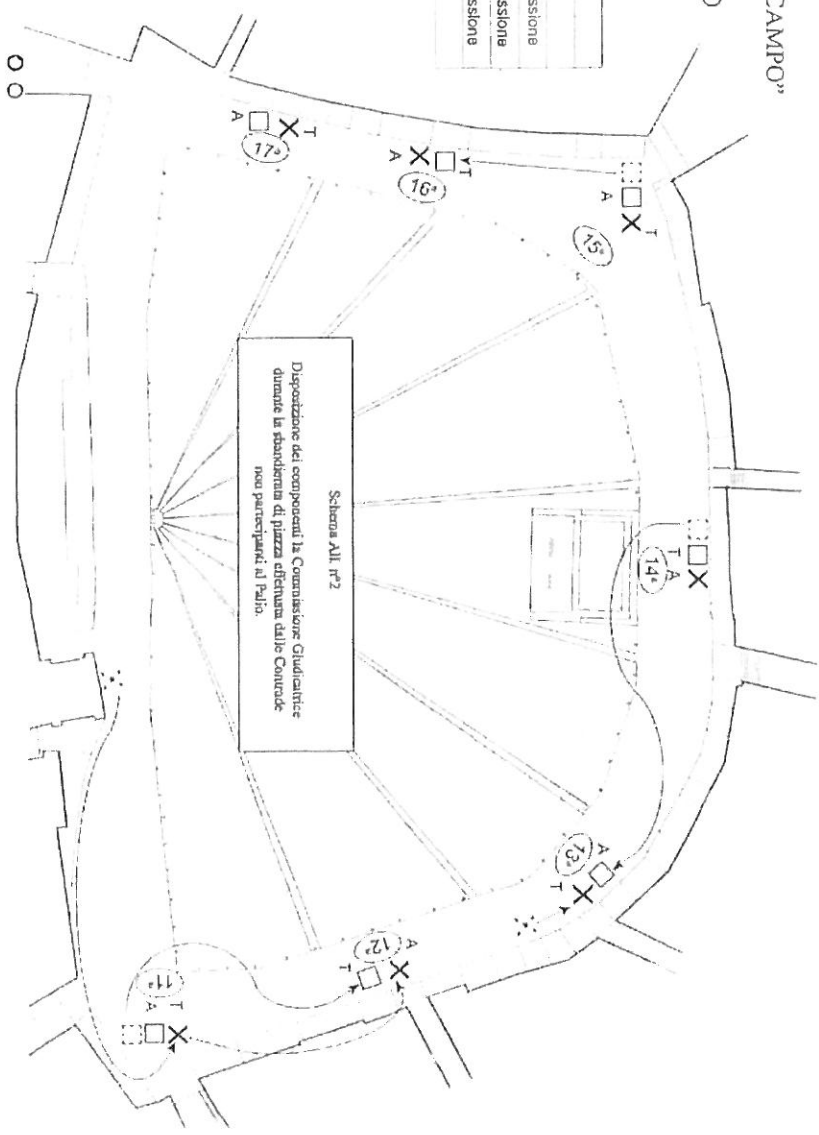 CAMPO"
O
ssione
ssione
ssione
Schema All. n°2
Disposizione dei componenti la Commissione Giudicatrice
durante la sbandierata di piazza effettuata dalle Contrade
non partecipanti al Palio.
T
A
17ª
T
A
16ª
T
A
15ª
T A
14ª
A
T
13ª
A
T
12ª
T
A
11ª